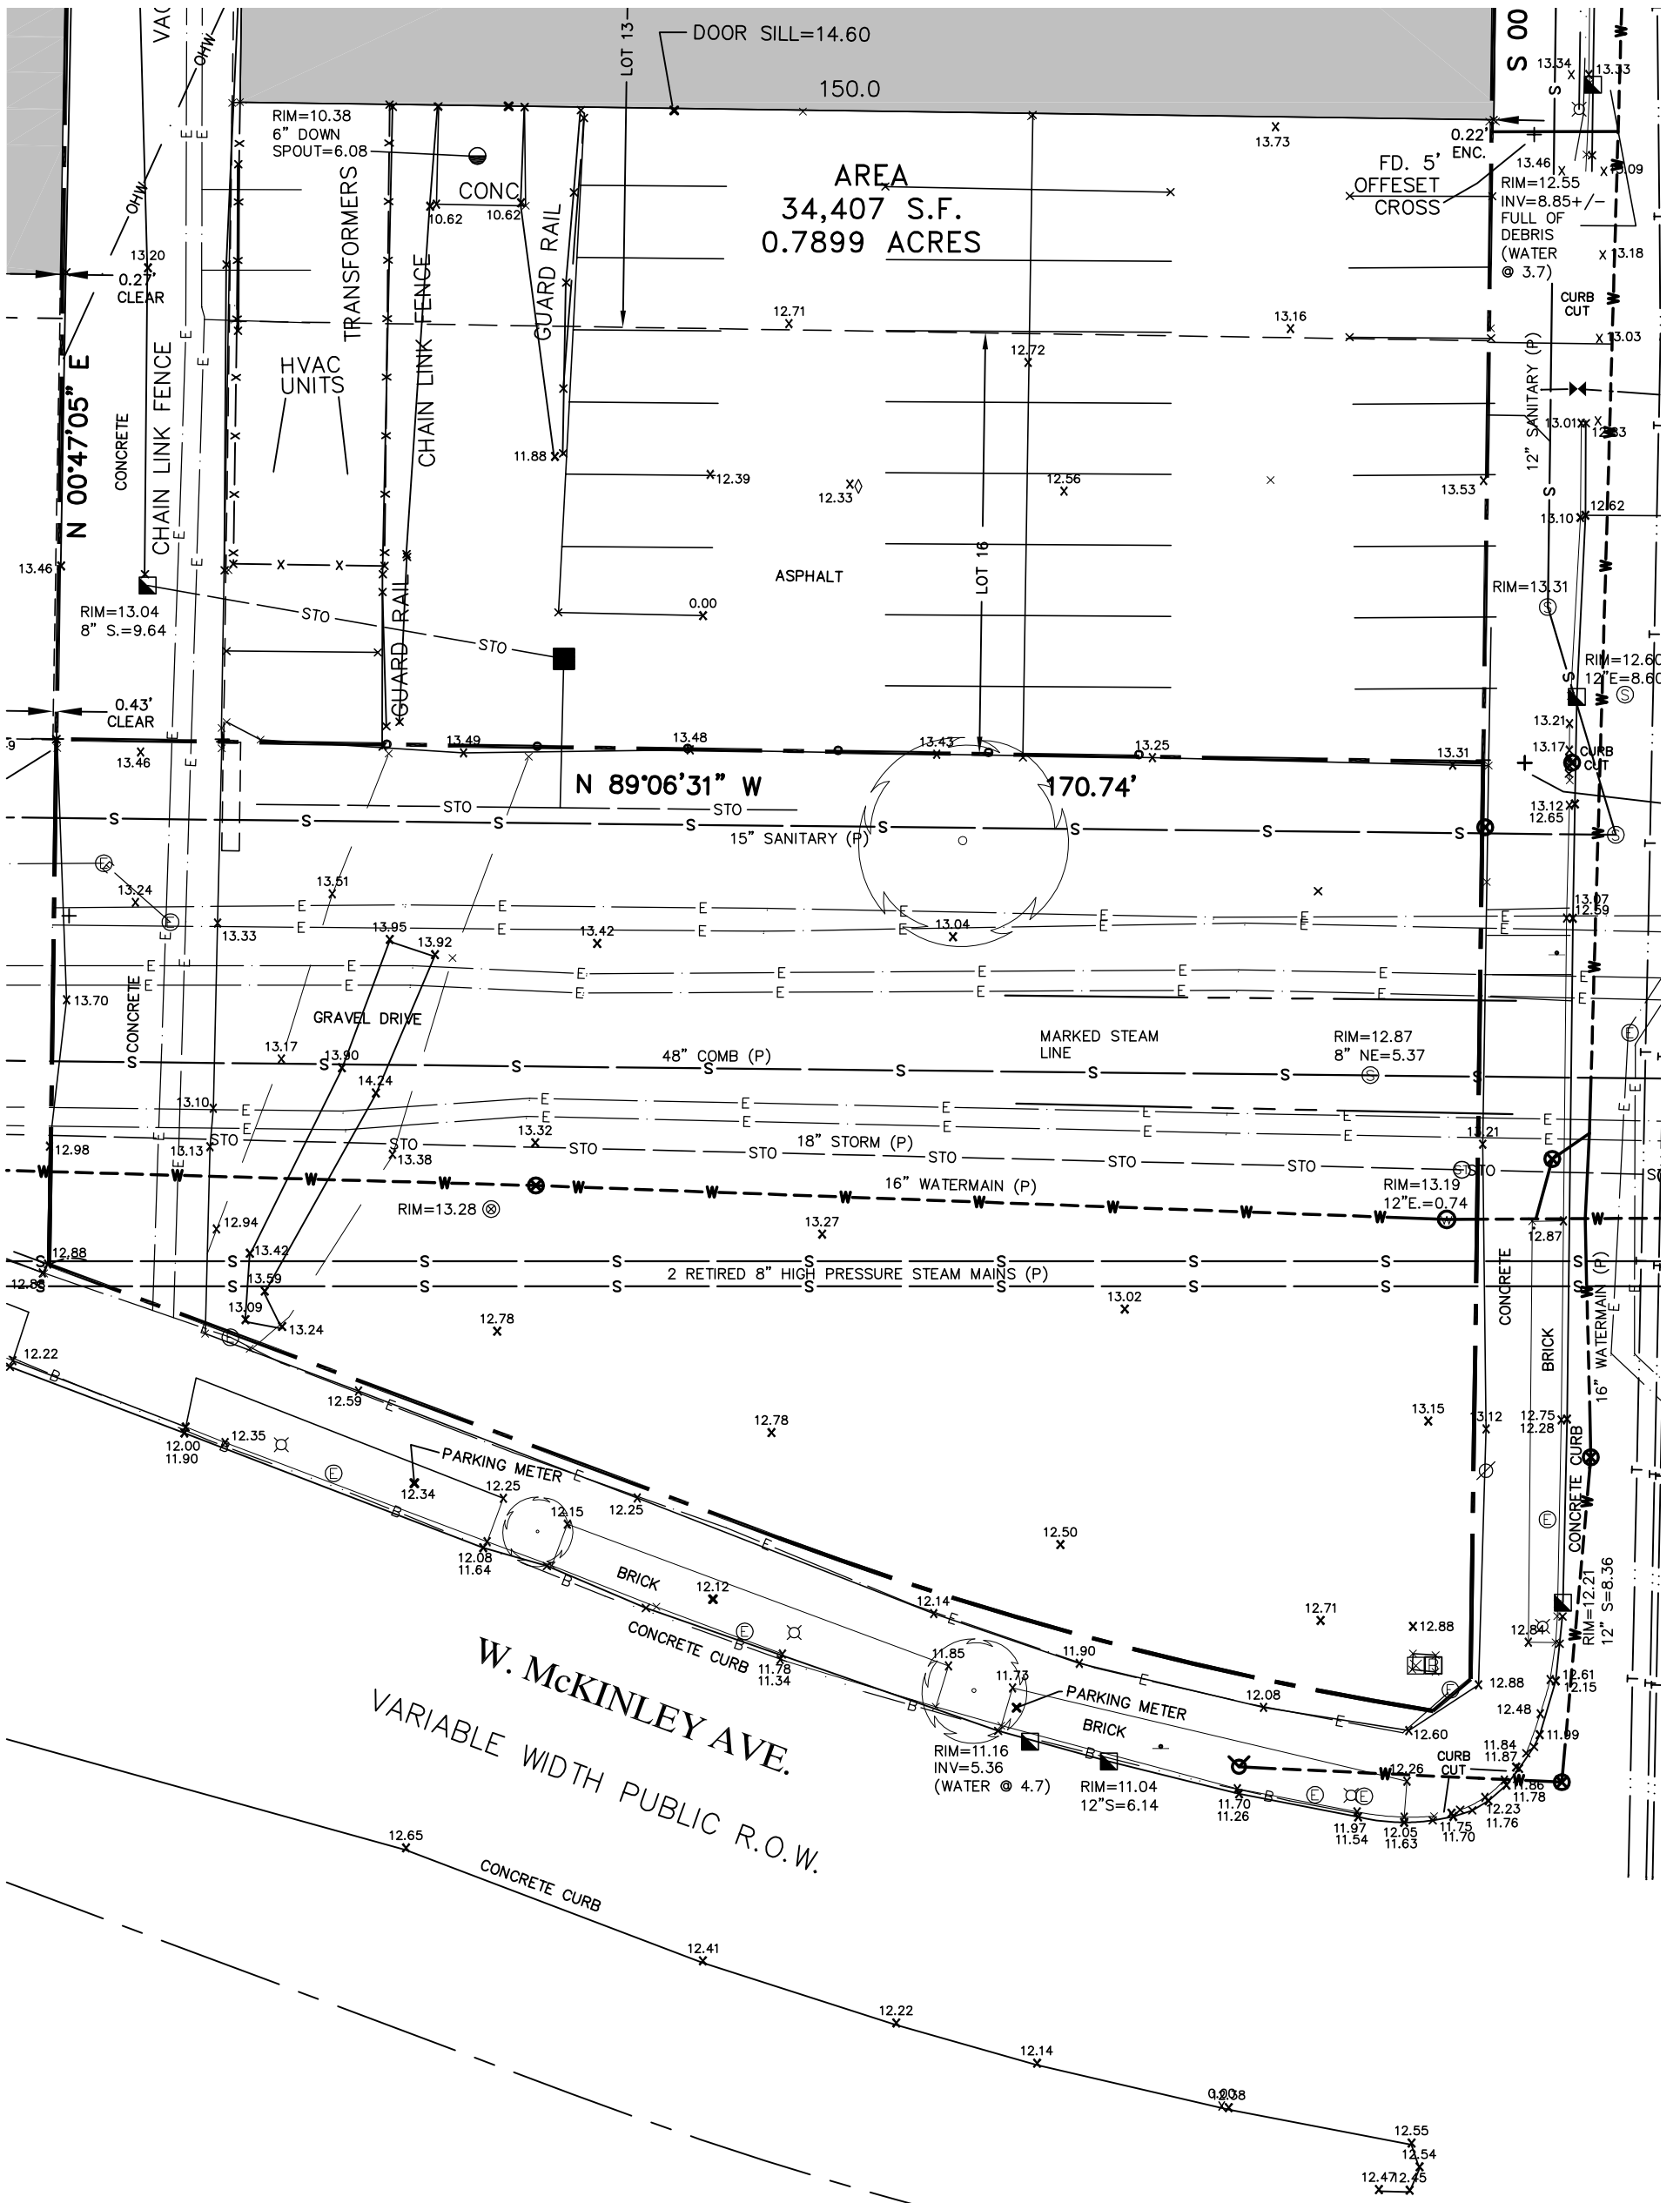 DOOR SILL=14.60
LOT 13
150.0
OHW
S 00
13.34
13.33
RIM=10.38
6" DOWN
SPOUT=6.08
0.22'
ENC.
13.73
AREA
34,407 S.F.
0.7899 ACRES
FD. 5'
OFFESET
CROSS
13.46
RIM=12.55
INV=8.85+/-
FULL OF
DEBRIS
(WATER
@ 3.7)
13.18
CONC
10.62
10.62
TRANSFORMERS
GUARD RAIL
OHW
13.20
0.27'
CLEAR
CHAIN LINK FENCE
12.71
13.16
CURB
CUT
13.03
12.72
HVAC
UNITS
N 00°47'05" E
CONCRETE
CHAIN LINK FENCE
12" SANITARY (P)
13.01
11.88
12.39
12.33
12.56
13.53
12.62
13.10
LOT 16
ASPHALT
0.00
13.46
RIM=13.04
8" S.=9.64
STO
STO
GUARD RAIL
RIM=13.31
RIM=12.60
12"E=8.60
0.43'
CLEAR
13.21
13.46
13.49
13.48
13.43
13.25
13.31
13.17
CURB
CUT
N 89°06'31" W
170.74'
STO
STO
13.12
12.65
15" SANITARY (P)
13.24
13.51
13.07
12.59
13.33
13.95
13.92
13.42
13.04
13.70
CONCRETE
GRAVEL DRIVE
MARKED STEAM
LINE
RIM=12.87
8" NE=5.37
13.17
13.90
48" COMB (P)
14.24
13.10
12.98
13.13
STO
STO
13.38
13.32
STO
18" STORM (P)
STO
STO
STO
STO
13.21
16" WATERMAIN (P)
RIM=13.19
12"E.=0.74
RIM=13.28
12.94
13.27
12.87
12.88
13.42
13.59
2 RETIRED 8" HIGH PRESSURE STEAM MAINS (P)
13.09
13.24
12.78
13.02
CONCRETE
BRICK
16" WATERMAIN (P)
12.22
12.59
12.78
13.15
13.12
12.75
12.28
12.00
11.90
12.35
PARKING METER
12.34
12.25
12.25
12.15
12.50
CONCRETE CURB
12.08
11.64
BRICK
12.12
12.14
12.71
12.88
12.84
RIM=12.21
12" S=8.36
CONCRETE CURB
11.78
11.34
11.85
11.90
11.73
12.08
12.88
12.61
12.15
W. McKINLEY AVE.
VARIABLE WIDTH PUBLIC R.O.W.
PARKING METER
BRICK
12.60
12.48
11.99
11.84
11.87
RIM=11.16
INV=5.36
(WATER @ 4.7)
RIM=11.04
12"S=6.14
CURB
CUT
12.26
11.86
11.78
11.70
11.26
11.97
11.54
12.05
11.63
11.75
11.70
12.23
11.76
12.65
CONCRETE CURB
12.41
12.22
12.14
12.55
12.54
12.47
12.45